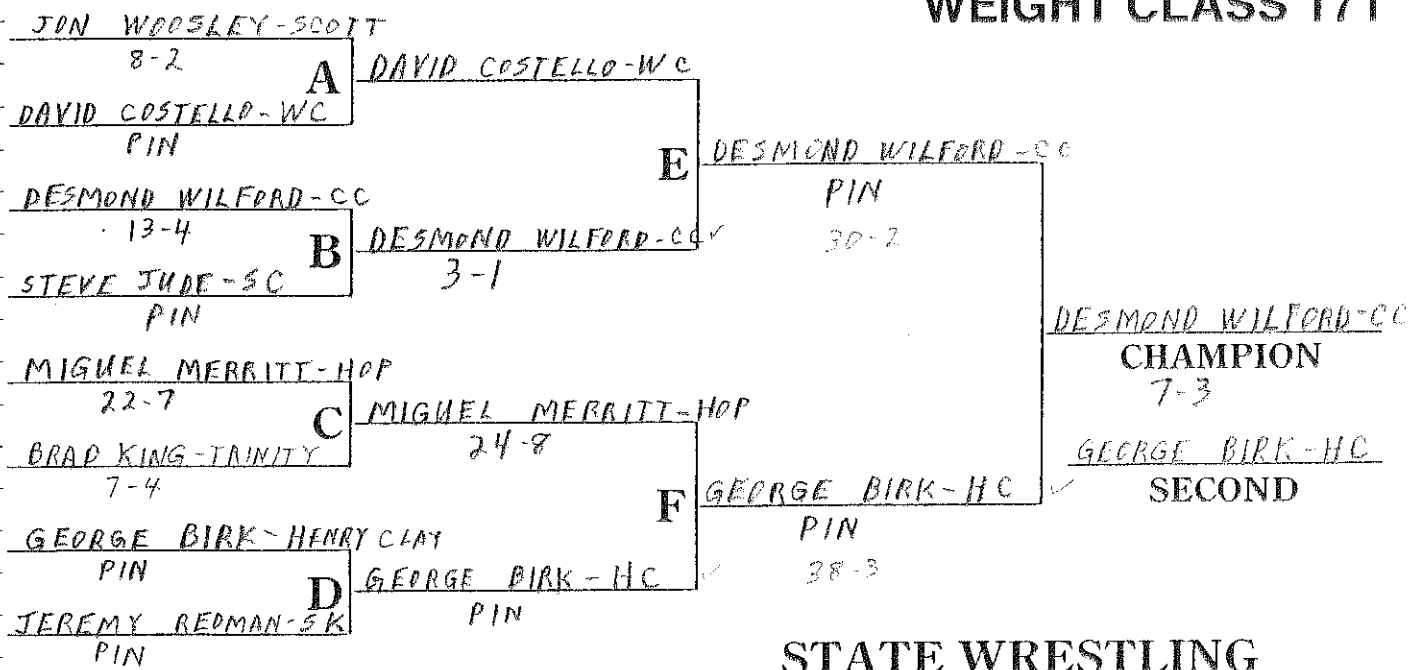 WEIGHT CLASS 171
JON WOOSLEY-SCOTT
8-2
A
DAVID COSTELLO-WC
DAVID COSTELLO-WC
PIN
E
DESMOND WILFORD-CC
PIN
30-2
DESMOND WILFORD-CC
13-4
B
DESMOND WILFORD-CC
3-1
STEVE JUDE-SC
PIN
DESMOND WILFORD-CC
CHAMPION
7-3
MIGUEL MERRITT-HOP
22-7
C
MIGUEL MERRITT-HOP
24-8
BRAD KING-TRINITY
7-4
GEORGE BIRK-HC
SECOND
F
GEORGE BIRK-HC
PIN
38-3
GEORGE BIRK-HENRY CLAY
PIN
D
GEORGE BIRK-HC
PIN
JEREMY REDMAN-SK
PIN
STATE WRESTLING